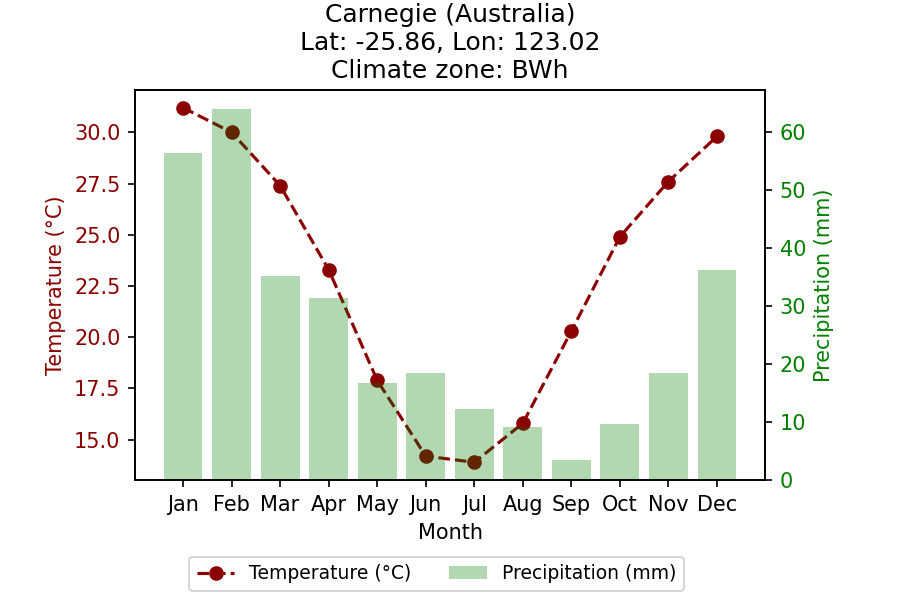 Carnegie (Australia)
Lat: -25.86, Lon: 123.02
Climate zone: BWh
30.0
27.5
25.0
22.5
20.0
17.5
15.0
Temperature (°C)
60
50
40
30
20
10
0
Precipitation (mm)
Jan Feb Mar Apr May Jun Jul Aug Sep Oct Nov Dec
Month
Temperature (°C) Precipitation (mm)